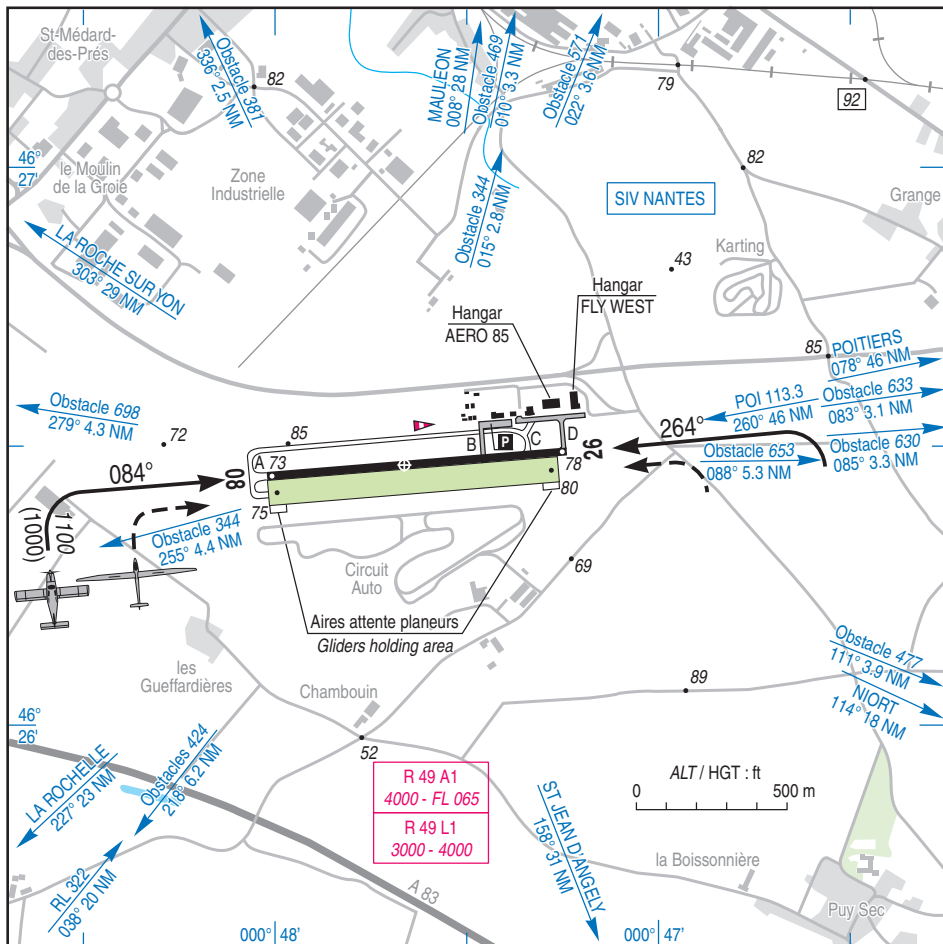 St-Médard-
des-Prés
Obstacle 381
336° 2.5 NM
82
MAULEON
008° 28 NM
Obstacle 469
010° 3.3 NM
Obstacle 571
022° 3.6 NM
79
92
46°
27'
le Moulin
de la Groie
Zone
Industrielle
Obstacle 344
015° 2.8 NM
SIV NANTES
82
Grange
LA ROCHE SUR YON
303° 29 NM
43
Karting
Hangar
AERO 85
Hangar
FLY WEST
85
POITIERS
078° 46 NM
Obstacle 698
279° 4.3 NM
72
85
POI 113.3
260° 46 NM
Obstacle 633
083° 3.1 NM
264°
Obstacle 653
088° 5.3 NM
Obstacle 630
085° 3.3 NM
084°
08
A
73
B
P
C
D
26
78
80
75
1100
(1000)
Obstacle 344
255° 4.4 NM
Circuit
Auto
69
Aires attente planeurs
Gliders holding area
les
Gueffardières
Chambouin
89
Obstacle 477
111° 3.9 NM
NIORT
114° 18 NM
46°
26'
52
LA ROCHELLE
227° 23 NM
Obstacles 424
218° 6.2 NM
R 49 A1
4000 - FL 065
R 49 L1
3000 - 4000
ALT / HGT : ft
0 500 m
ST JEAN D'ANGELY
158° 31 NM
la Boissonnière
RL 322
038° 20 NM
A 83
Puy Sec
000° 48'
000° 47'